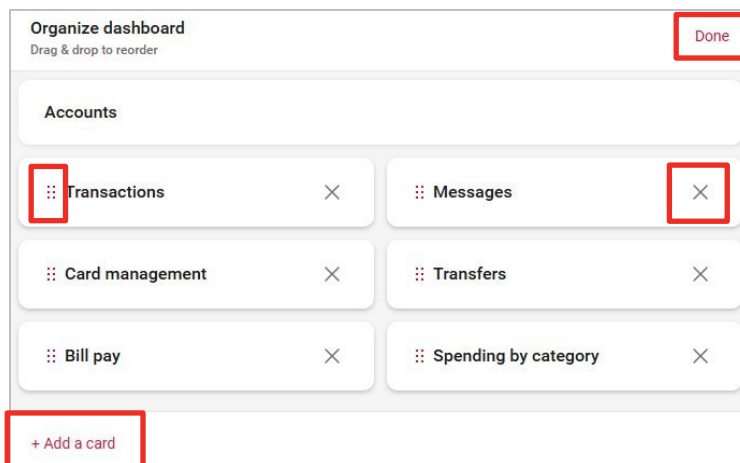 Organize dashboard
Done
Drag & drop to reorder
Accounts
Transactions
Messages
Card management
Transfers
Bill pay
Spending by category
+ Add a card